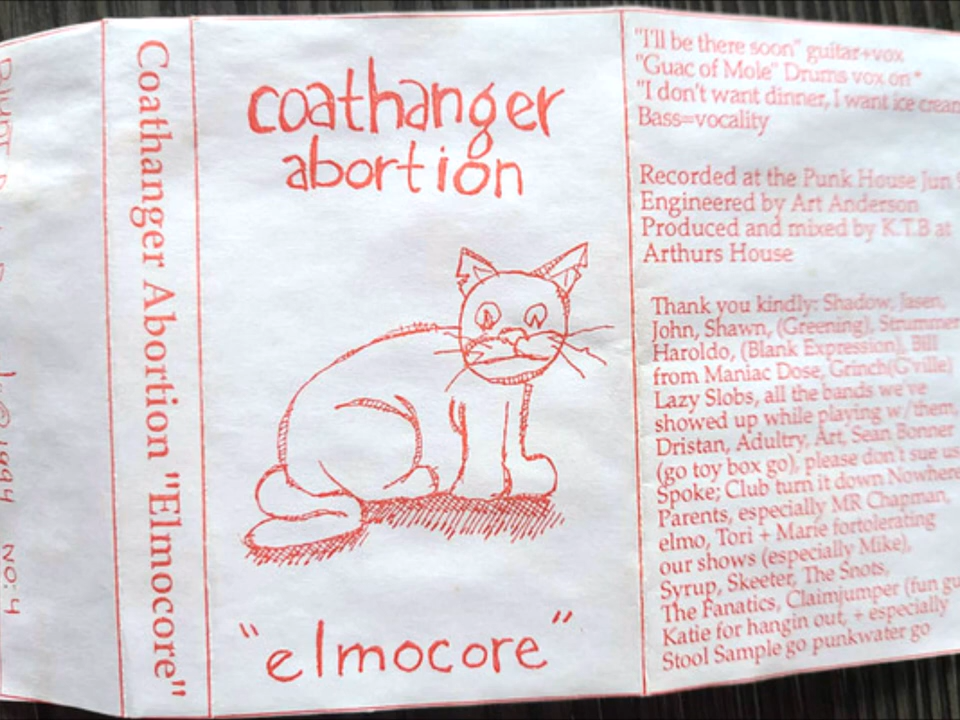 Coathanger Abortion "Elmocore"
coathanger
abortion
"elmocore"
"I'll be there soon" guitar+vox
"Guac of Mole" Drums vox on*
"I don't want dinner, I want ice cream
Bass=vocality
Recorded at the Punk House Jun 9
Engineered by Art Anderson
Produced and mixed by K.T.B at
Arthurs House
Thank you kindly: Shadow, Jasen,
John, Shawn, (Greening), Strummer
Haroldo, (Blank Expression), Bill
from Maniac Dose, Grinch(G'ville)
Lazy Slobs, all the bands we've
showed up while playing w/them,
Dristan, Adultry, Art, Sean Bonner
(go toy box go), please don't sue us
Spoke; Club turn it down Nowhere
Parents, especially MR Chapman,
elmo, Tori + Marie fortolerating
our shows (especially Mike),
Syrup, Skeeter, The Snots,
The Fanatics, Claimjumper (fun gu
Katie for hangin out, + especially
Stool Sample go punkwater go
©1994 NO:4